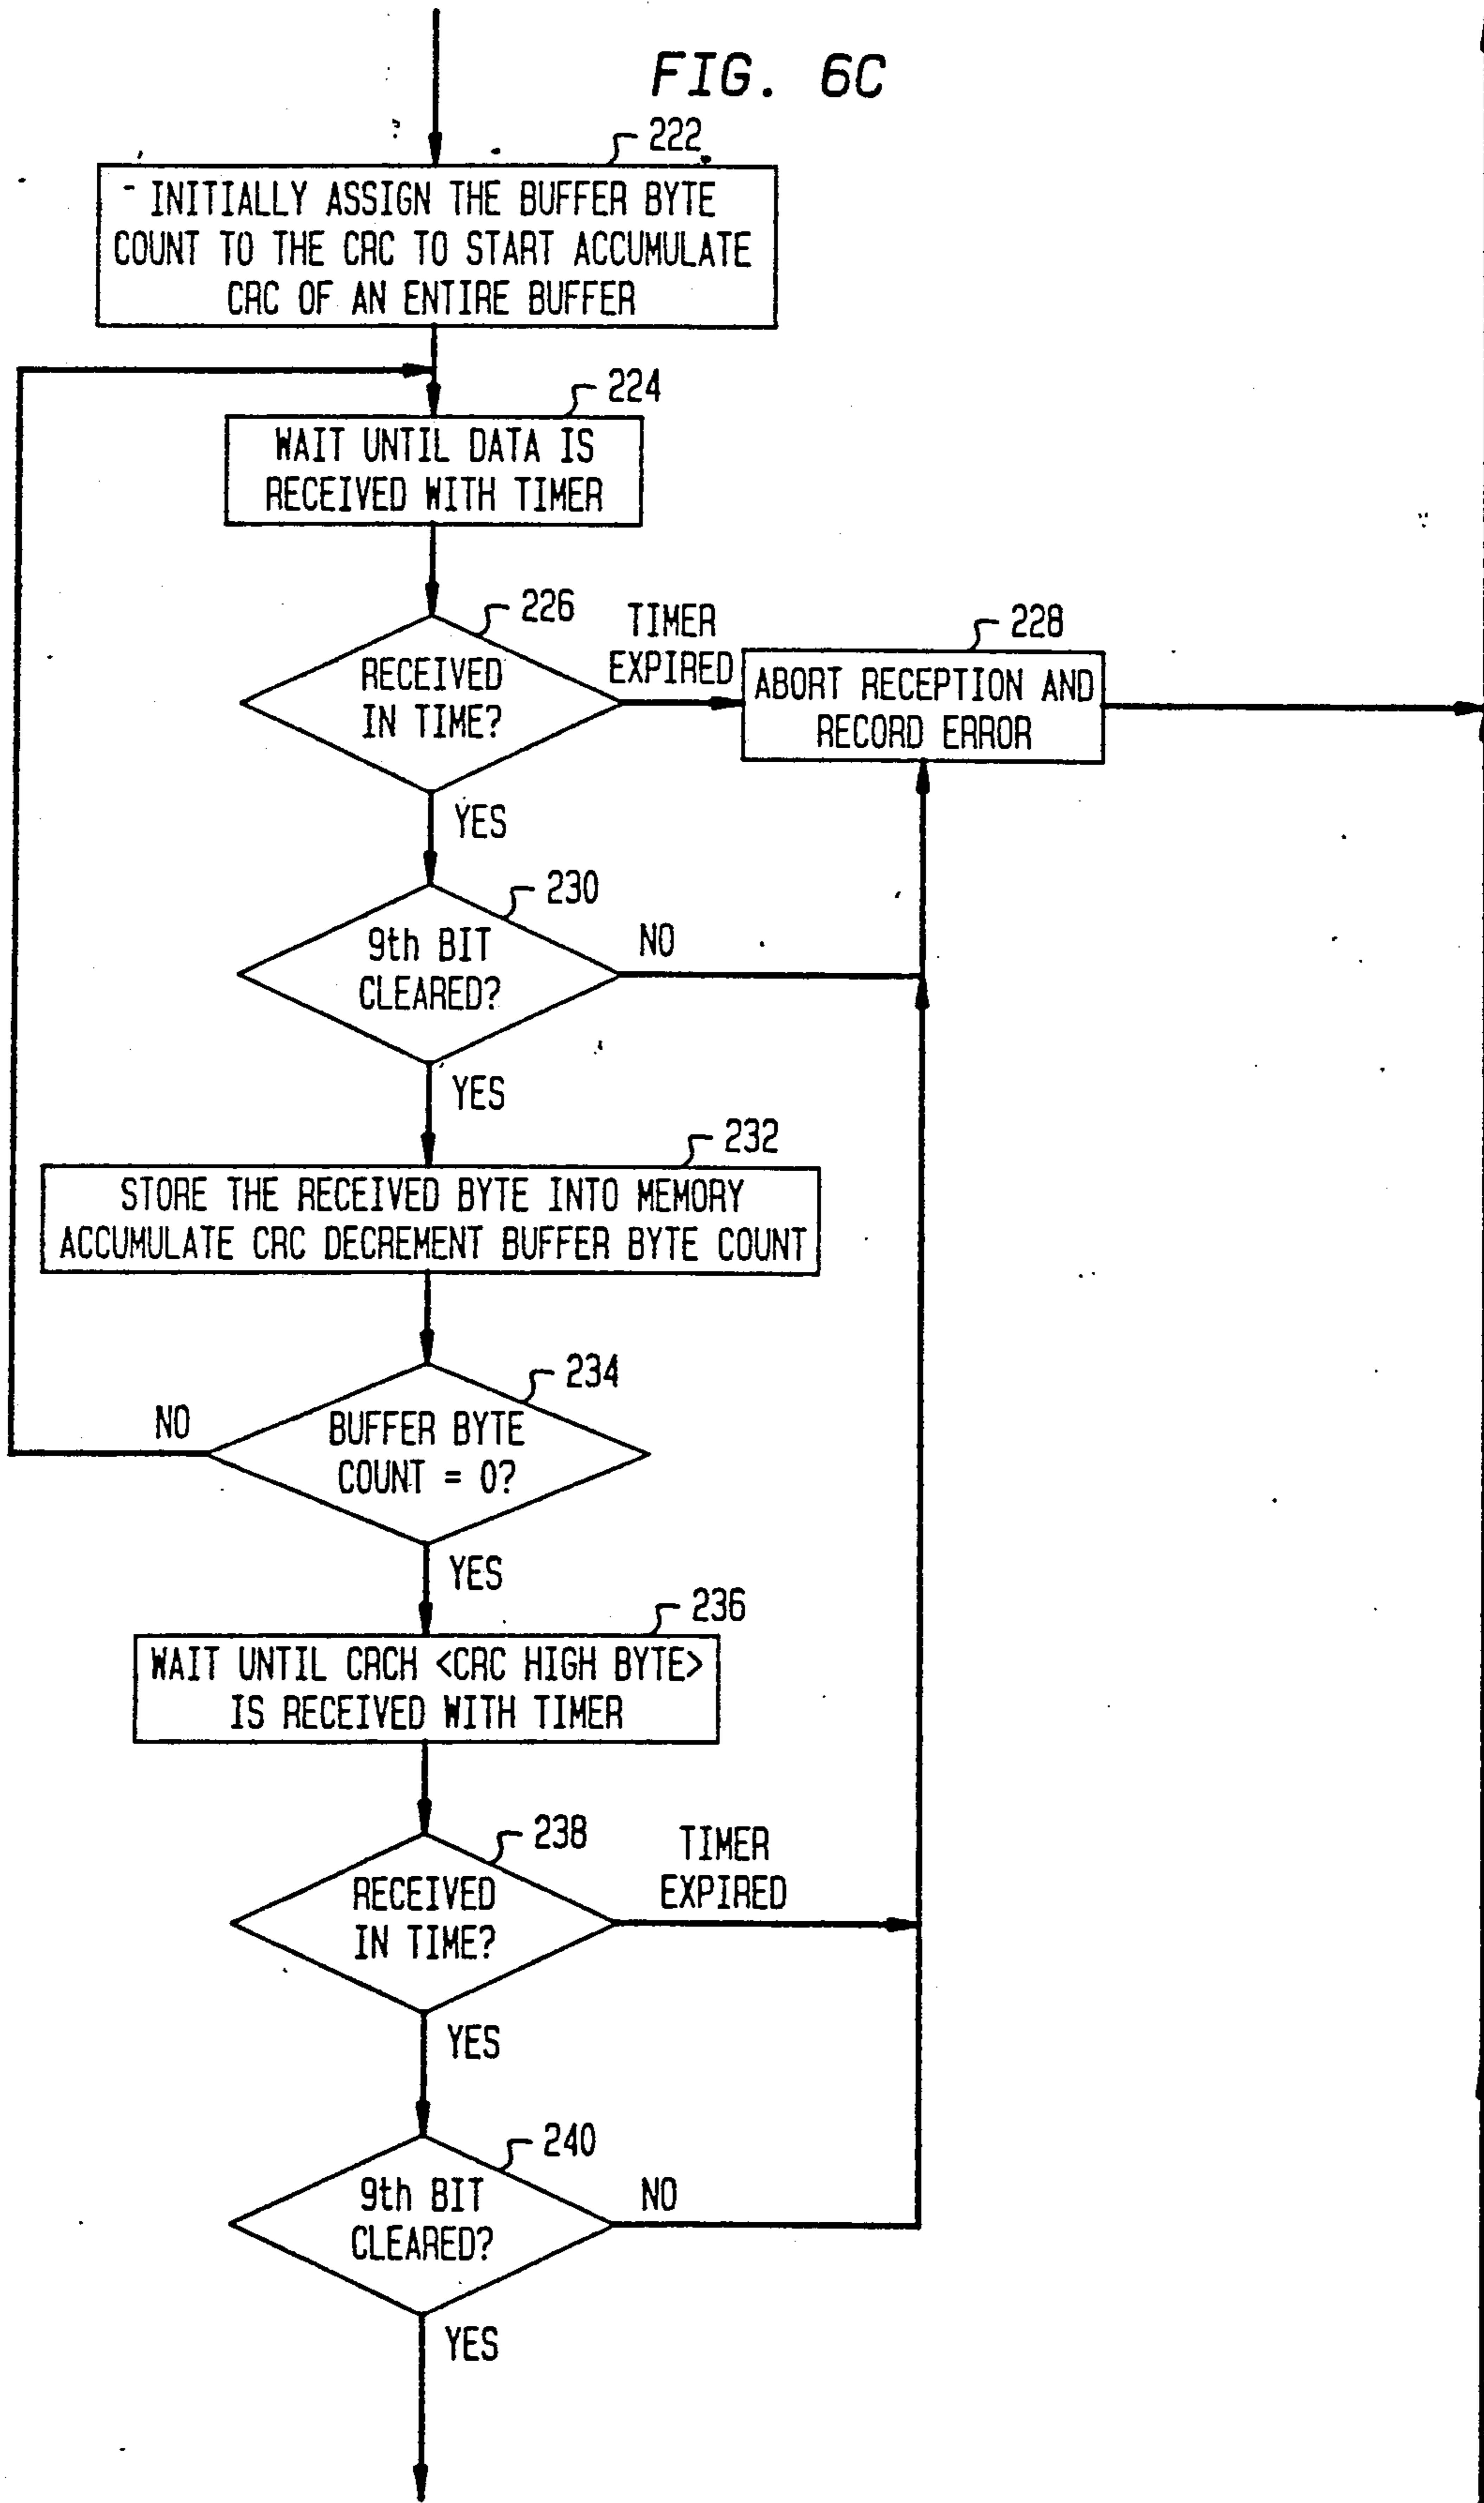 FIG. 6C
222
INITIALLY ASSIGN THE BUFFER BYTE
COUNT TO THE CRC TO START ACCUMULATE
CRC OF AN ENTIRE BUFFER
224
WAIT UNTIL DATA IS
RECEIVED WITH TIMER
226
RECEIVED
IN TIME?
TIMER
EXPIRED
228
ABORT RECEPTION AND
RECORD ERROR
YES
230
9th BIT
CLEARED?
NO
YES
232
STORE THE RECEIVED BYTE INTO MEMORY
ACCUMULATE CRC DECREMENT BUFFER BYTE COUNT
234
BUFFER BYTE
COUNT = 0?
NO
YES
236
WAIT UNTIL CRCH <CRC HIGH BYTE>
IS RECEIVED WITH TIMER
238
RECEIVED
IN TIME?
TIMER
EXPIRED
YES
240
9th BIT
CLEARED?
NO
YES